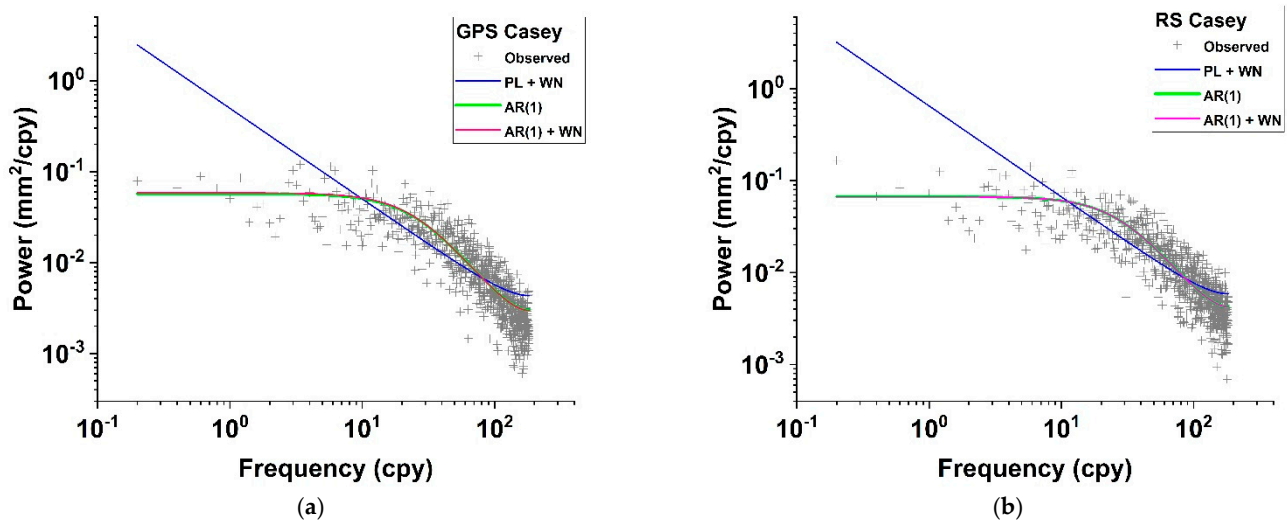 GPS Casey
Observed
PL + WN
AR(1)
AR(1) + WN
10⁰
10⁻¹
10⁻²
10⁻³
Power (mm²/cpy)
10⁻¹ 10⁰ 10¹ 10²
Frequency (cpy)
(a)
RS Casey
Observed
PL + WN
AR(1)
AR(1) + WN
10⁰
10⁻¹
10⁻²
10⁻³
Power (mm²/cpy)
10⁻¹ 10⁰ 10¹ 10²
Frequency (cpy)
(b)